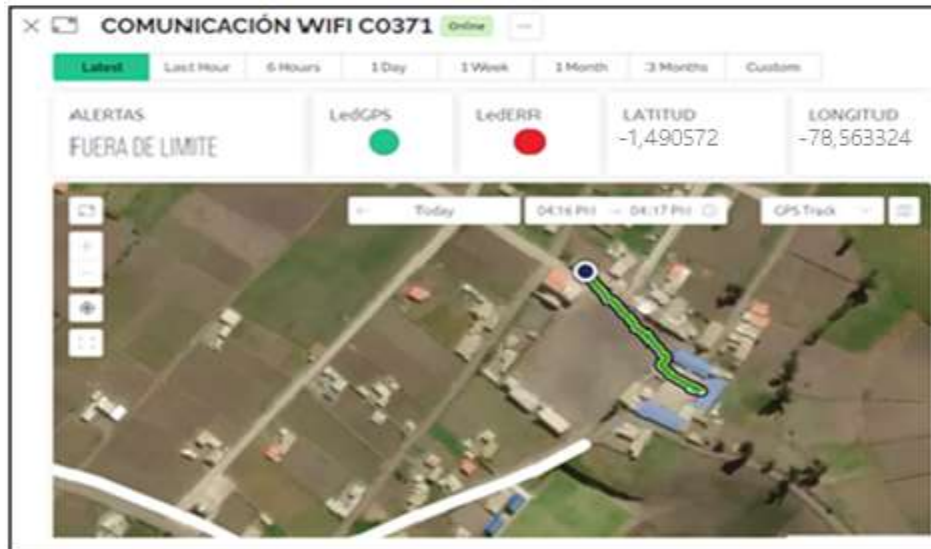 COMUNICACIÓN WIFI C0371 Online
Latest Last Hour 6 Hours 1 Day 1 Week 1 Month 3 Months Custom
ALERTAS LedGPS LedERR LATITUD LONGITUD
FUERA DE LIMITE -1,490572 -78,563324
Today 04:16 PM → 04:17 PM GPS Track